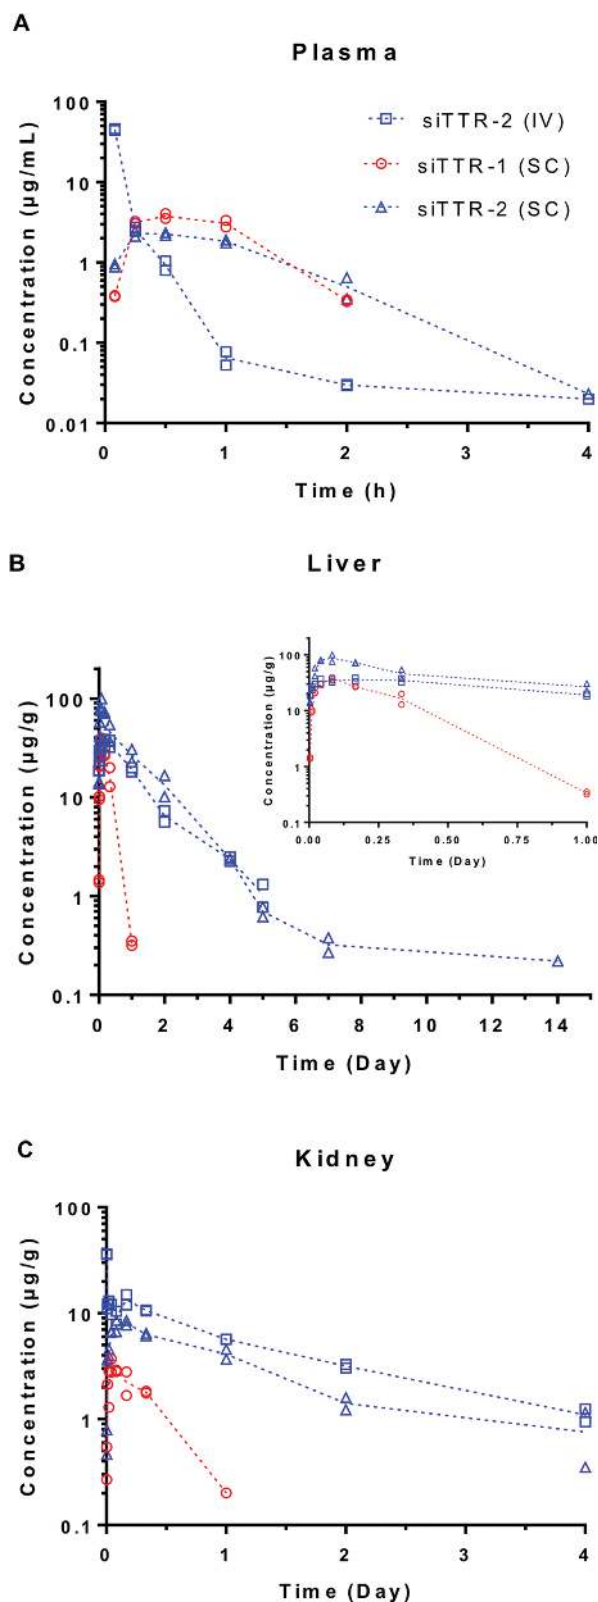 A
Plasma
Concentration (µg/mL)
100
10
1
0.1
0.01
siTTR-2 (IV)
siTTR-1 (SC)
siTTR-2 (SC)
0 1 2 3 4
Time (h)
B
Liver
Concentration (µg/g)
100
10
1
0.1
Concentration (µg/g)
100
10
1
0.1
0.00 0.25 0.50 0.75 1.00
Time (Day)
0 2 4 6 8 10 12 14
Time (Day)
C
Kidney
Concentration (µg/g)
100
10
1
0.1
0 1 2 3 4
Time (Day)